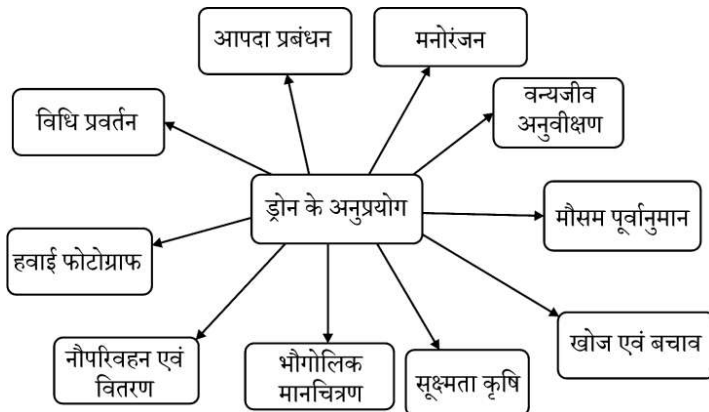 आपदा प्रबंधन
मनोरंजन
विधि प्रवर्तन
वन्यजीव
अनुवीक्षण
ड्रोन के अनुप्रयोग
मौसम पूर्वानुमान
हवाई फोटोग्राफ
नौपरिवहन एवं
वितरण
भौगोलिक
मानचित्रण
सूक्ष्मता कृषि
खोज एवं बचाव